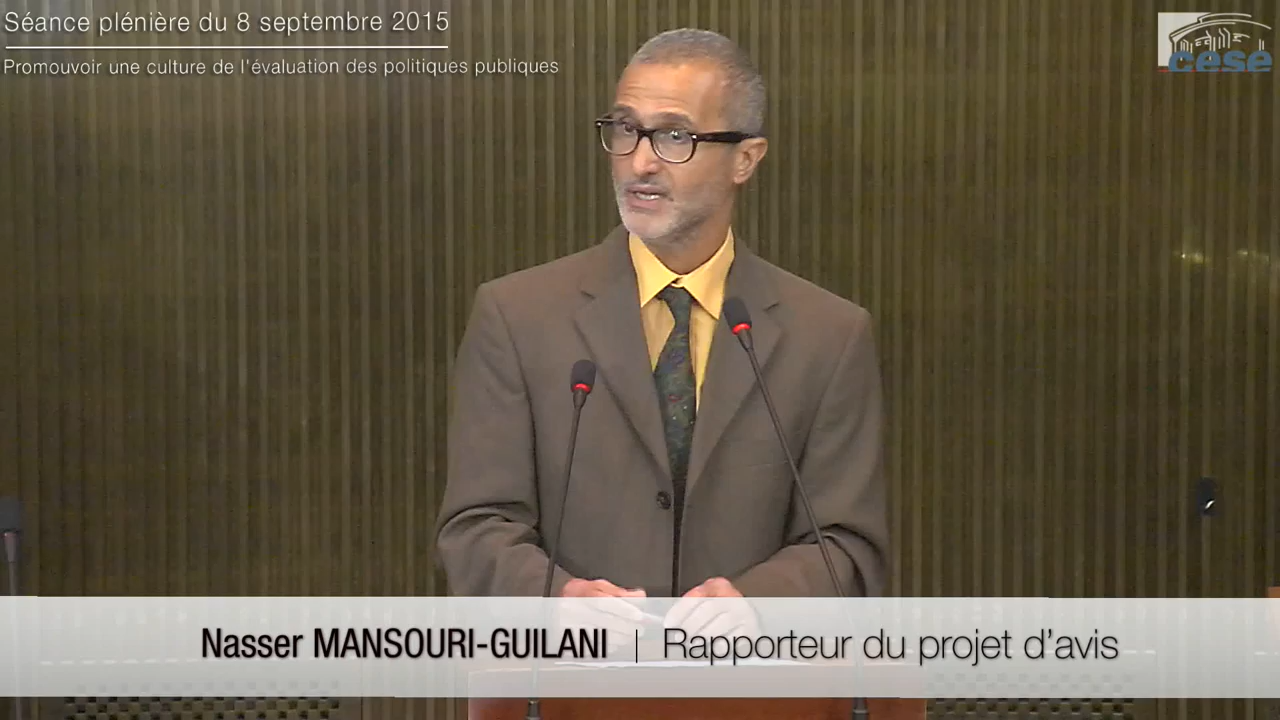 Séance plénière du 8 septembre 2015
Promouvoir une culture de l'évaluation des politiques publiques
cese
Nasser MANSOURI-GUILANI | Rapporteur du projet d’avis